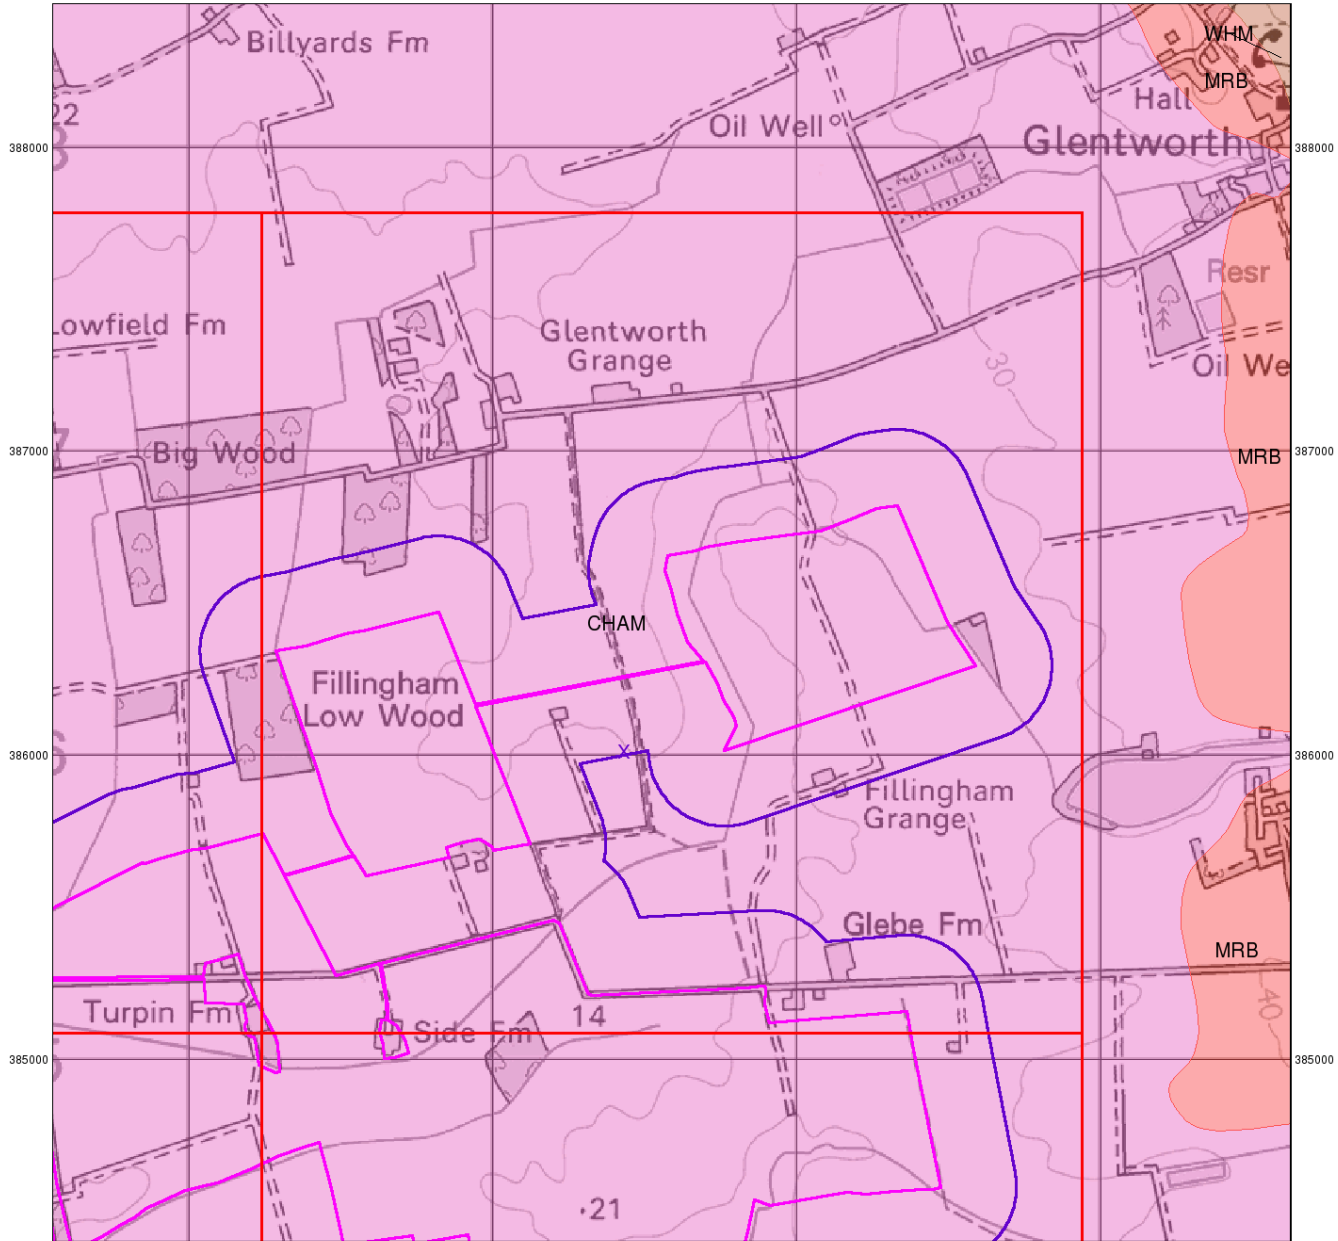 WHM
Billyards Fm
MRB
Hall
22
Oil Well
Glentworth
388000
388000
Resr
Lowfield Fm
Glentworth
Grange
30
Oil We
387000
Big Wood
MRB
387000
CHAM
Fillingham
Low Wood
X
386000
386000
Fillingham
Grange
Glebe Fm
MRB
40
Turpin Fm
14
Side Fm
385000
385000
21